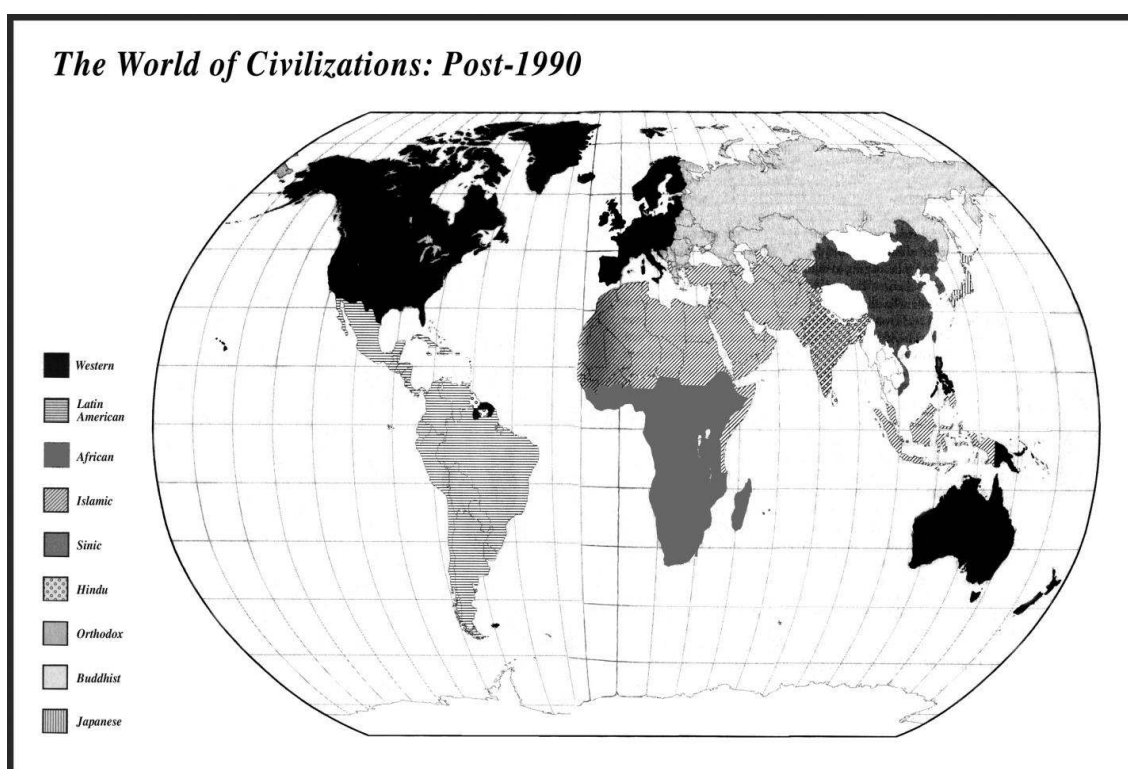 The World of Civilizations: Post-1990
Western
Latin
American
African
Islamic
Sinic
Hindu
Orthodox
Buddhist
Japanese